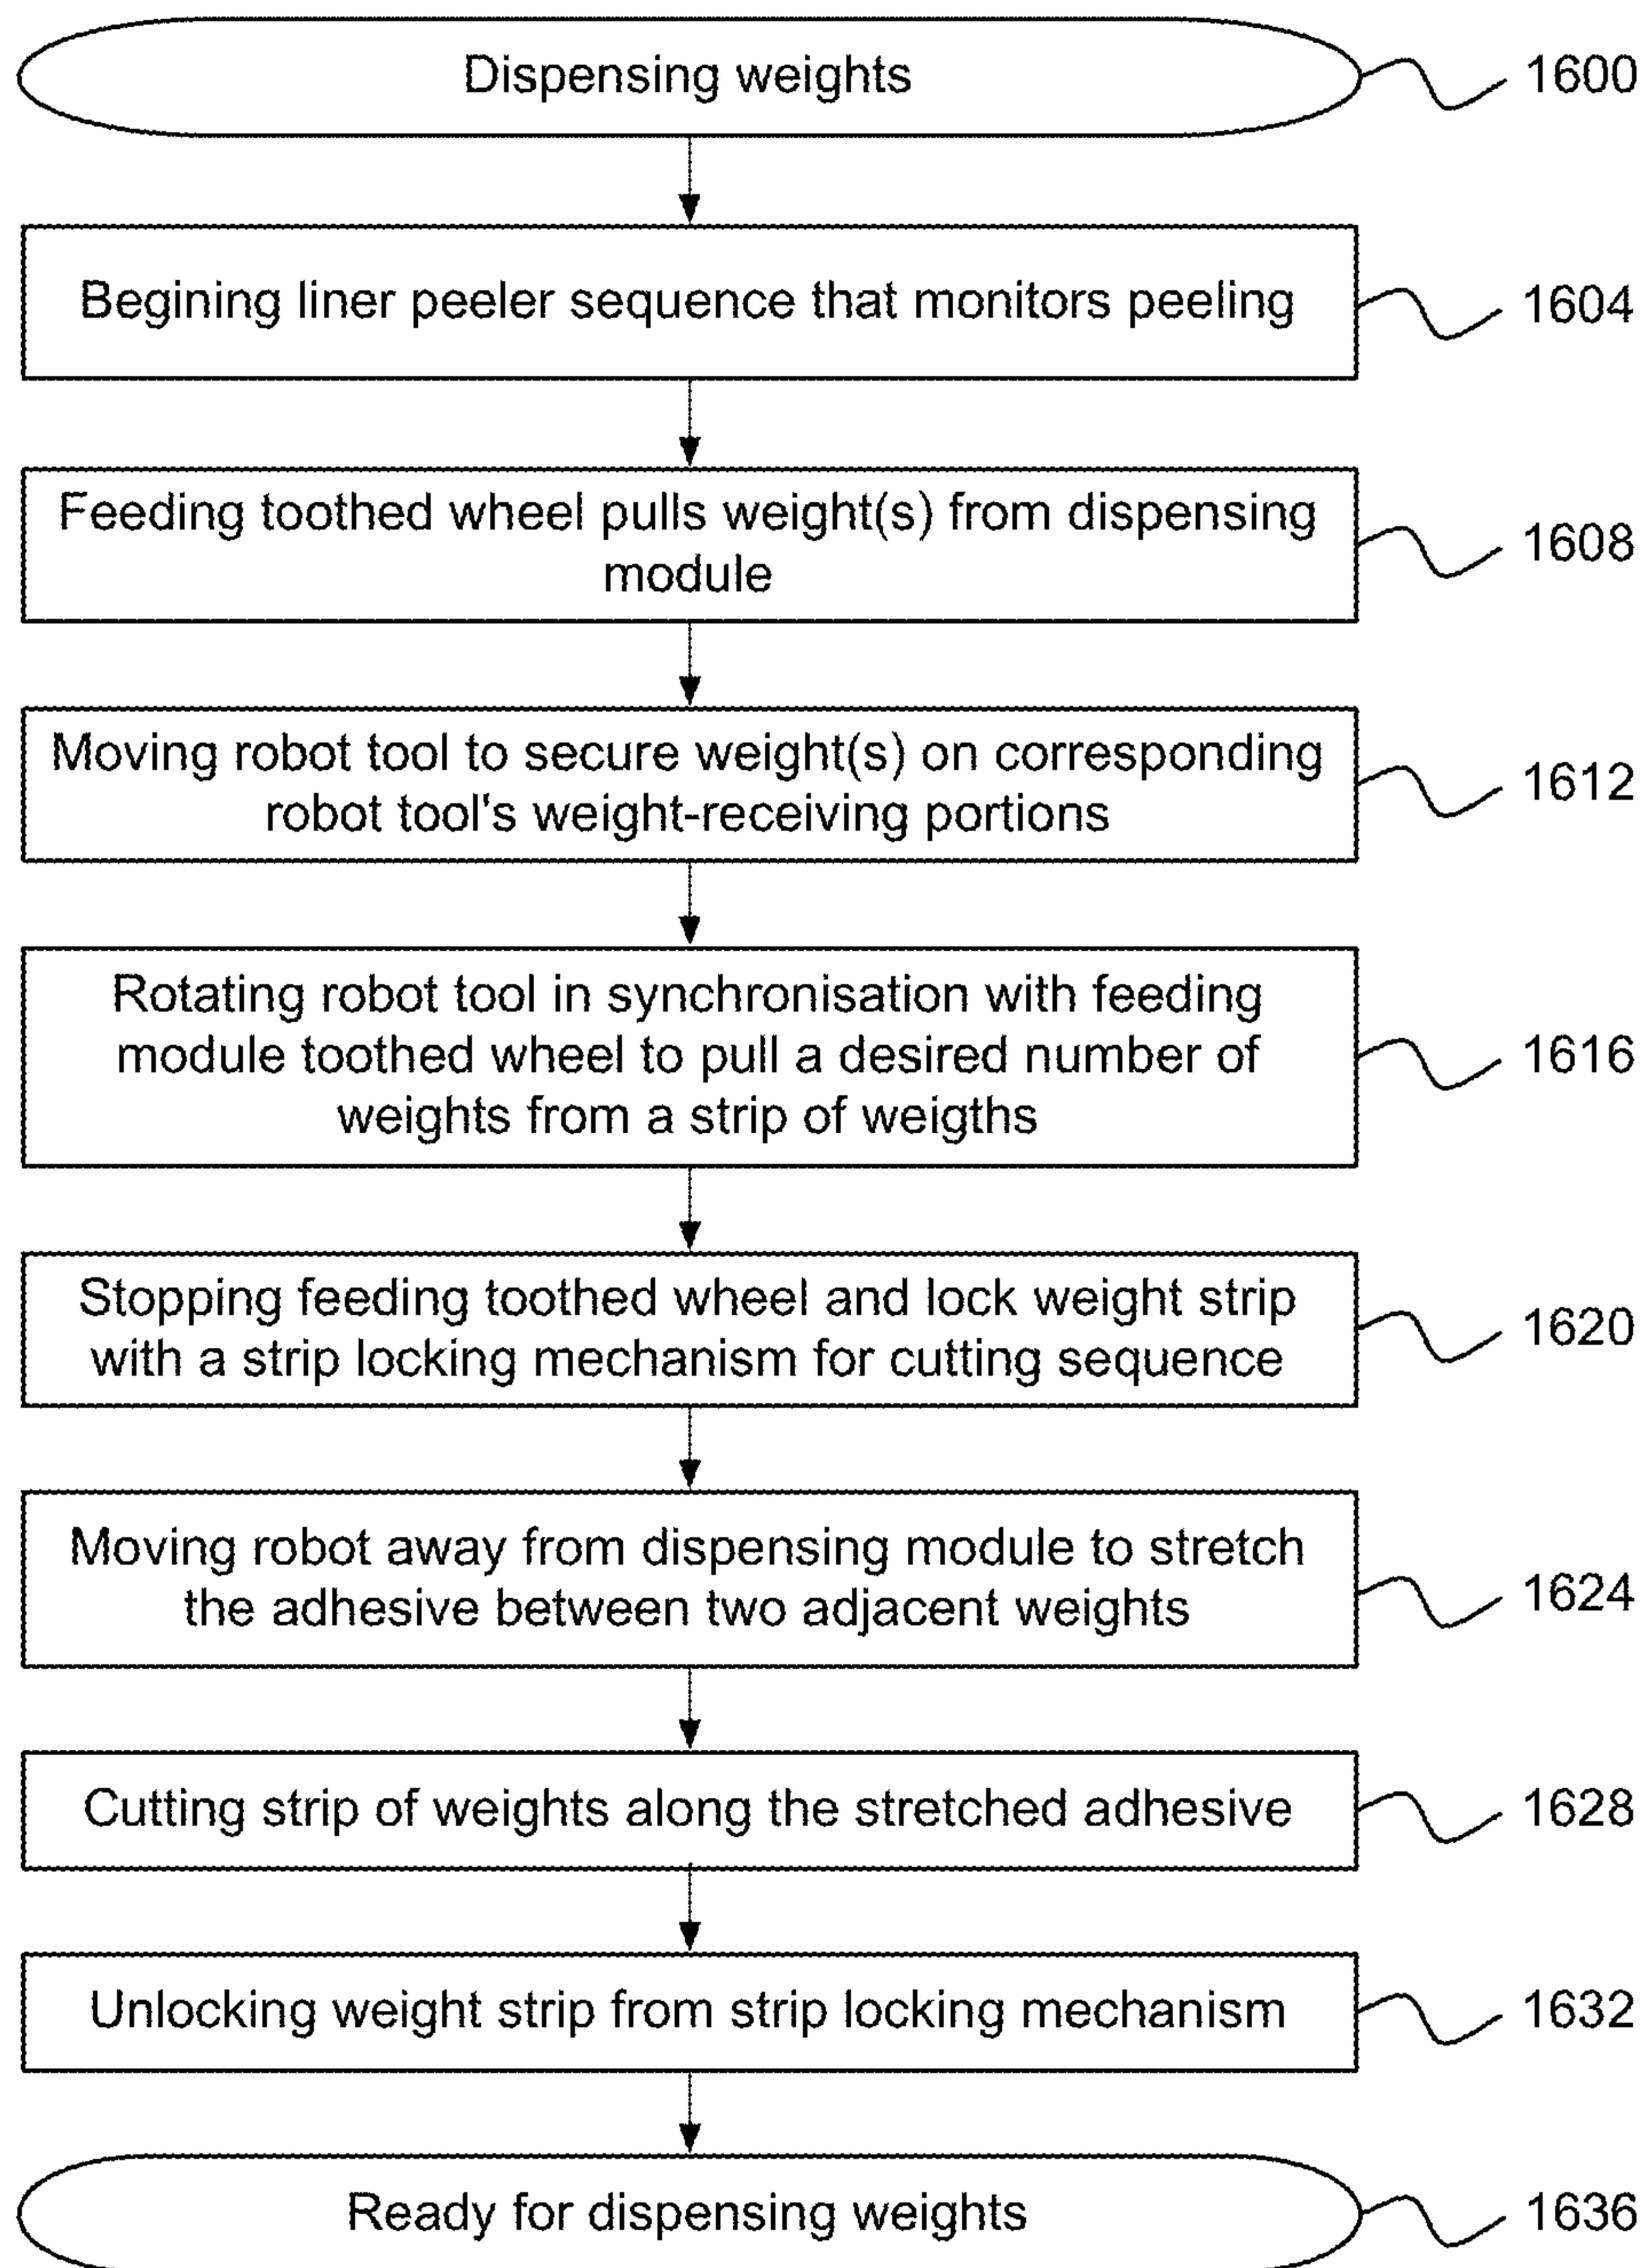 Dispensing weights
1600
Begining liner peeler sequence that monitors peeling
1604
Feeding toothed wheel pulls weight(s) from dispensing
module
1608
Moving robot tool to secure weight(s) on corresponding
robot tool's weight-receiving portions
1612
Rotating robot tool in synchronisation with feeding
module toothed wheel to pull a desired number of
weights from a strip of weigths
1616
Stopping feeding toothed wheel and lock weight strip
with a strip locking mechanism for cutting sequence
1620
Moving robot away from dispensing module to stretch
the adhesive between two adjacent weights
1624
Cutting strip of weights along the stretched adhesive
1628
Unlocking weight strip from strip locking mechanism
1632
Ready for dispensing weights
1636